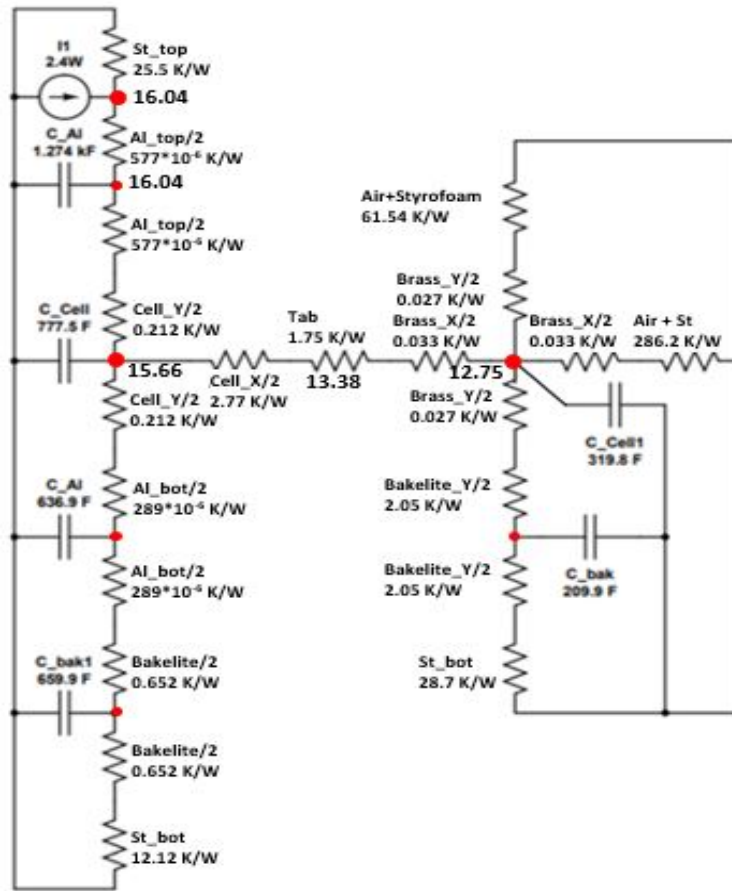 I1
2.4W
St_top
25.5 K/W
16.04
C_Al
1.274 kF
Al_top/2
577*10-6 K/W
16.04
Al_top/2
577*10-6 K/W
C_Cell
777.5 F
Cell_Y/2
0.212 K/W
15.66
Cell_X/2
2.77 K/W
Tab
1.75 K/W
13.38
Brass_X/2
0.033 K/W
12.75
Air+Styrofoam
61.54 K/W
Brass_Y/2
0.027 K/W
Brass_X/2
0.033 K/W
Air + St
286.2 K/W
Cell_Y/2
0.212 K/W
Brass_Y/2
0.027 K/W
C_Cell1
319.8 F
C_Al
636.9 F
Al_bot/2
289*10-6 K/W
Bakelite_Y/2
2.05 K/W
Al_bot/2
289*10-6 K/W
Bakelite_Y/2
2.05 K/W
C_bak
209.9 F
C_bak1
659.9 F
Bakelite/2
0.652 K/W
St_bot
28.7 K/W
Bakelite/2
0.652 K/W
St_bot
12.12 K/W